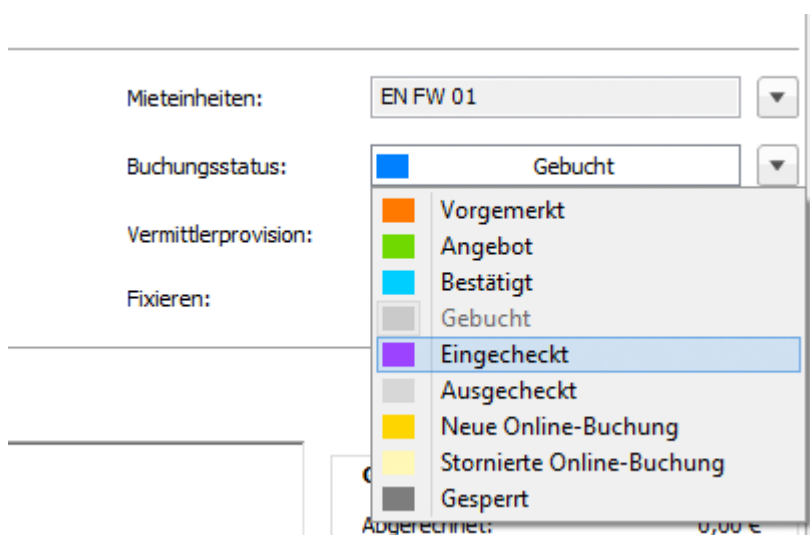 Mieteinheiten:
EN FW 01
Buchungsstatus:
Gebucht
Vermittlerprovision:
Fixieren:
Vorgemerkt
Angebot
Bestätigt
Gebucht
Eingecheckt
Ausgecheckt
Neue Online-Buchung
Stornierte Online-Buchung
Gesperrt
Abgerechnet:
0,00 €